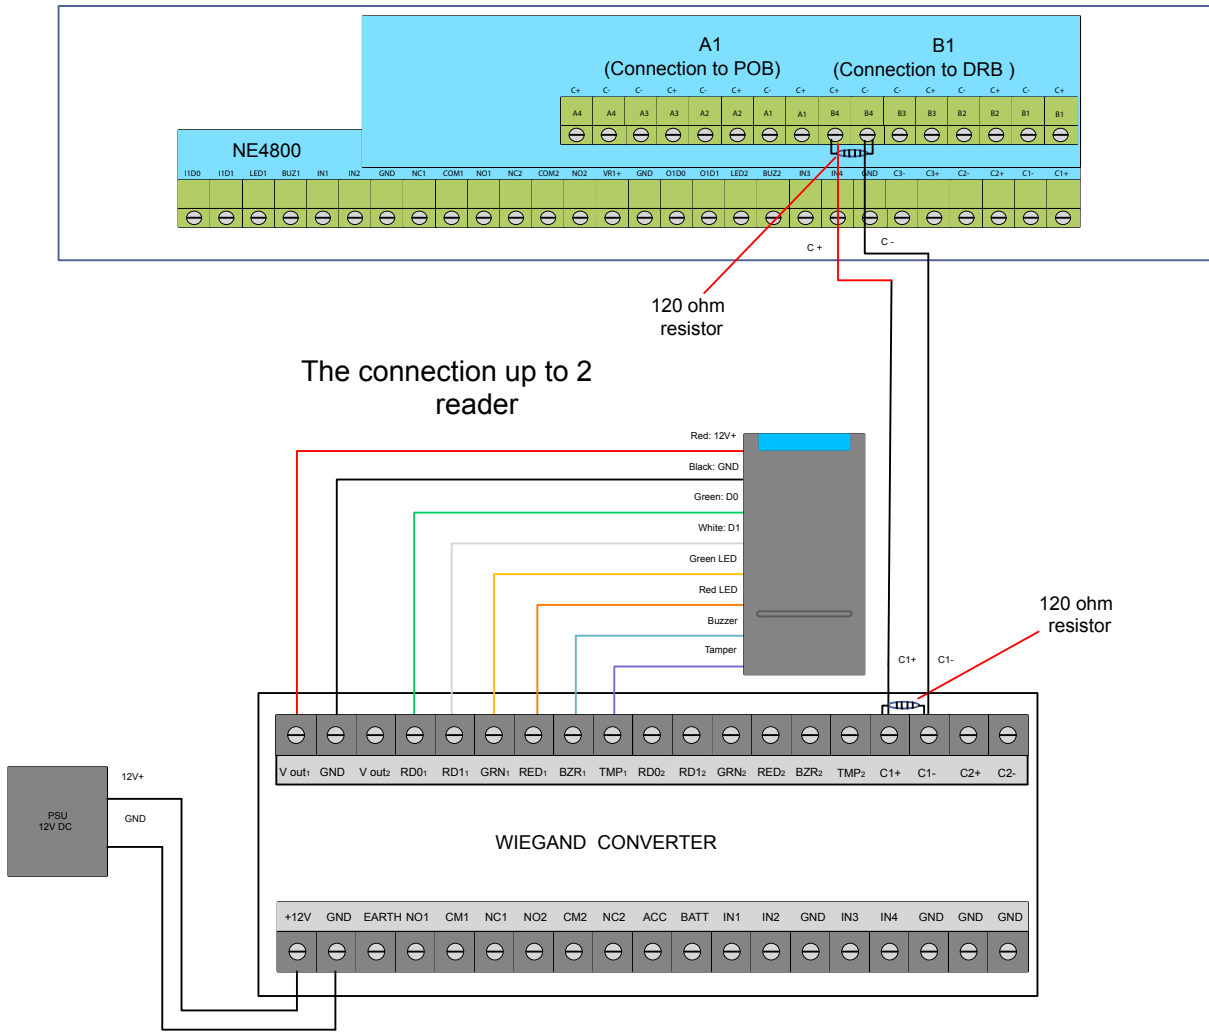 A1
(Connection to POB)
B1
(Connection to DRB )
C+ C- C- C+ C- C+ C- C+ C+ C- C- C+ C- C+ C- C+
A4 A4 A3 A3 A2 A2 A1 A1 B4 B4 B3 B3 B2 B2 B1 B1
NE4800
I1D0 I1D1 LED1 BUZ1 IN1 IN2 GND NC1 COM1 NO1 NC2 COM2 NO2 VR1+ GND O1D0 O1D1 LED2 BUZ2 IN3 IN4 GND C3- C3+ C2- C2+ C1- C1+
C + C -
120 ohm
resistor
The connection up to 2
reader
Red: 12V+
Black: GND
Green: D0
White: D1
Green LED
Red LED
Buzzer
Tamper
120 ohm
resistor
C1+ C1-
V out1 GND V out2 RD01 RD11 GRN1 RED1 BZR1 TMP1 RD02 RD12 GRN2 RED2 BZR2 TMP2 C1+ C1- C2+ C2-
12V+
PSU
12V DC
GND
WIEGAND CONVERTER
+12V GND EARTH NO1 CM1 NC1 NO2 CM2 NC2 ACC BATT IN1 IN2 GND IN3 IN4 GND GND GND